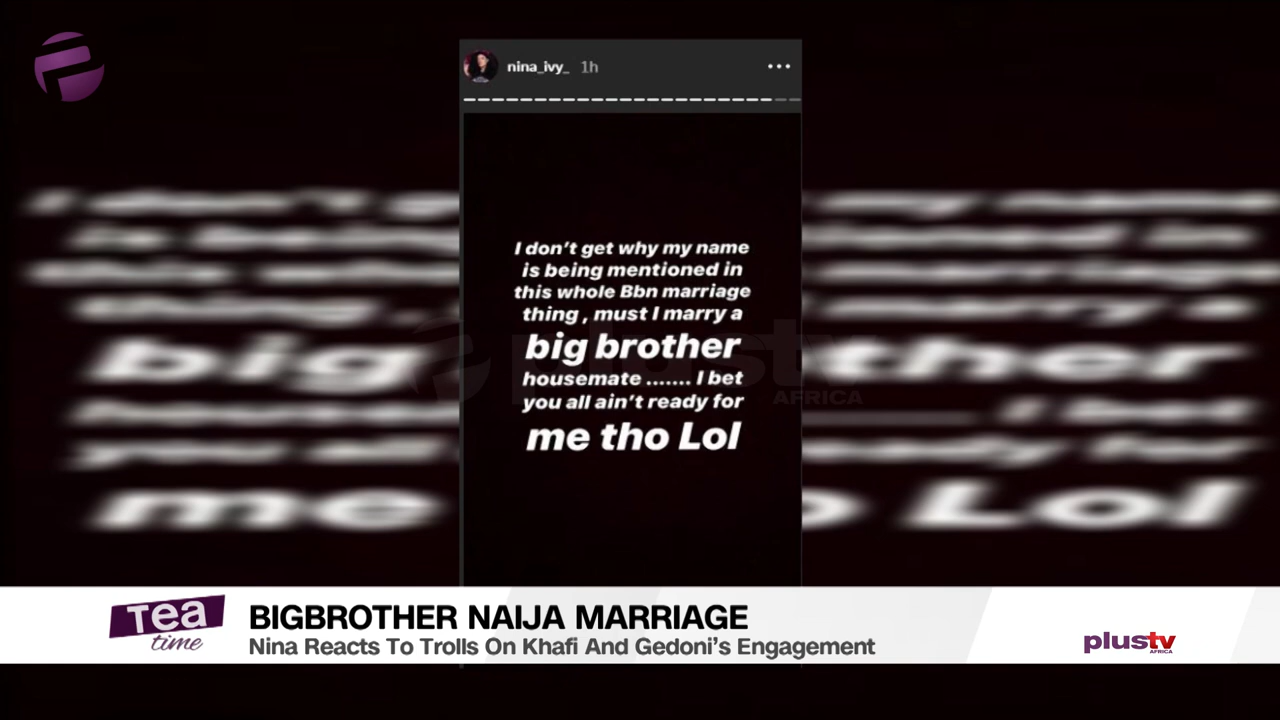 nina_ivy_ 1h
I don't get why my name
is being mentioned in
this whole Bbn marriage
thing , must I marry a
big brother
housemate ....... I bet
you all ain't ready for
me tho Lol
plustv
AFRICA
Tea
time
BIGBROTHER NAIJA MARRIAGE
Nina Reacts To Trolls On Khafi And Gedoni's Engagement
plustv
AFRICA